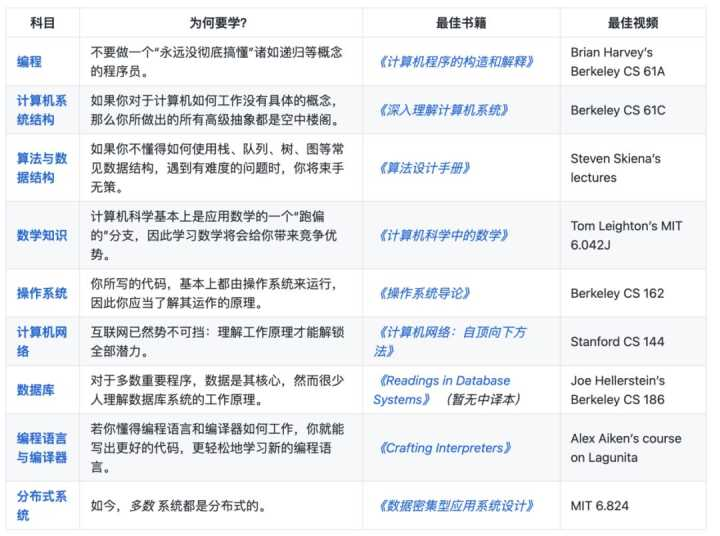 科目 为何要学? 最佳书籍 最佳视频
编程
不要做一个“永远没彻底搞懂”诸如递归等概念
的程序员。
《计算机程序的构造和解释》
Brian Harvey’s
Berkeley CS 61A
计算机系
统结构
如果你对于计算机如何工作没有具体的概念，
那么你所做出的所有高级抽象都是空中楼阁。
《深入理解计算机系统》
Berkeley CS 61C
算法与数
据结构
如果你不懂得如何使用栈、队列、树、图等常
见数据结构，遇到有难度的问题时，你将束手
无策。
《算法设计手册》
Steven Skiena’s
lectures
数学知识
计算机科学基本上是应用数学的一个“跑偏
的”分支，因此学习数学将会给你带来竞争优
势。
《计算机科学中的数学》
Tom Leighton’s MIT
6.042J
操作系统
你所写的代码，基本上都由操作系统来运行，
因此你应当了解其运作的原理。
《操作系统导论》
Berkeley CS 162
计算机网
络
互联网已然势不可挡：理解工作原理才能解锁
全部潜力。
《计算机网络：自顶向下方
法》
Stanford CS 144
数据库
对于多数重要程序，数据是其核心，然而很少
人理解数据库系统的工作原理。
《Readings in Database
Systems》 （暂无中译本）
Joe Hellerstein’s
Berkeley CS 186
编程语言
与编译器
若你懂得编程语言和编译器如何工作，你就能
写出更好的代码，更轻松地学习新的编程语
言。
《Crafting Interpreters》
Alex Aiken’s course
on Lagunita
分布式系
统
如今，多数 系统都是分布式的。
《数据密集型应用系统设计》
MIT 6.824